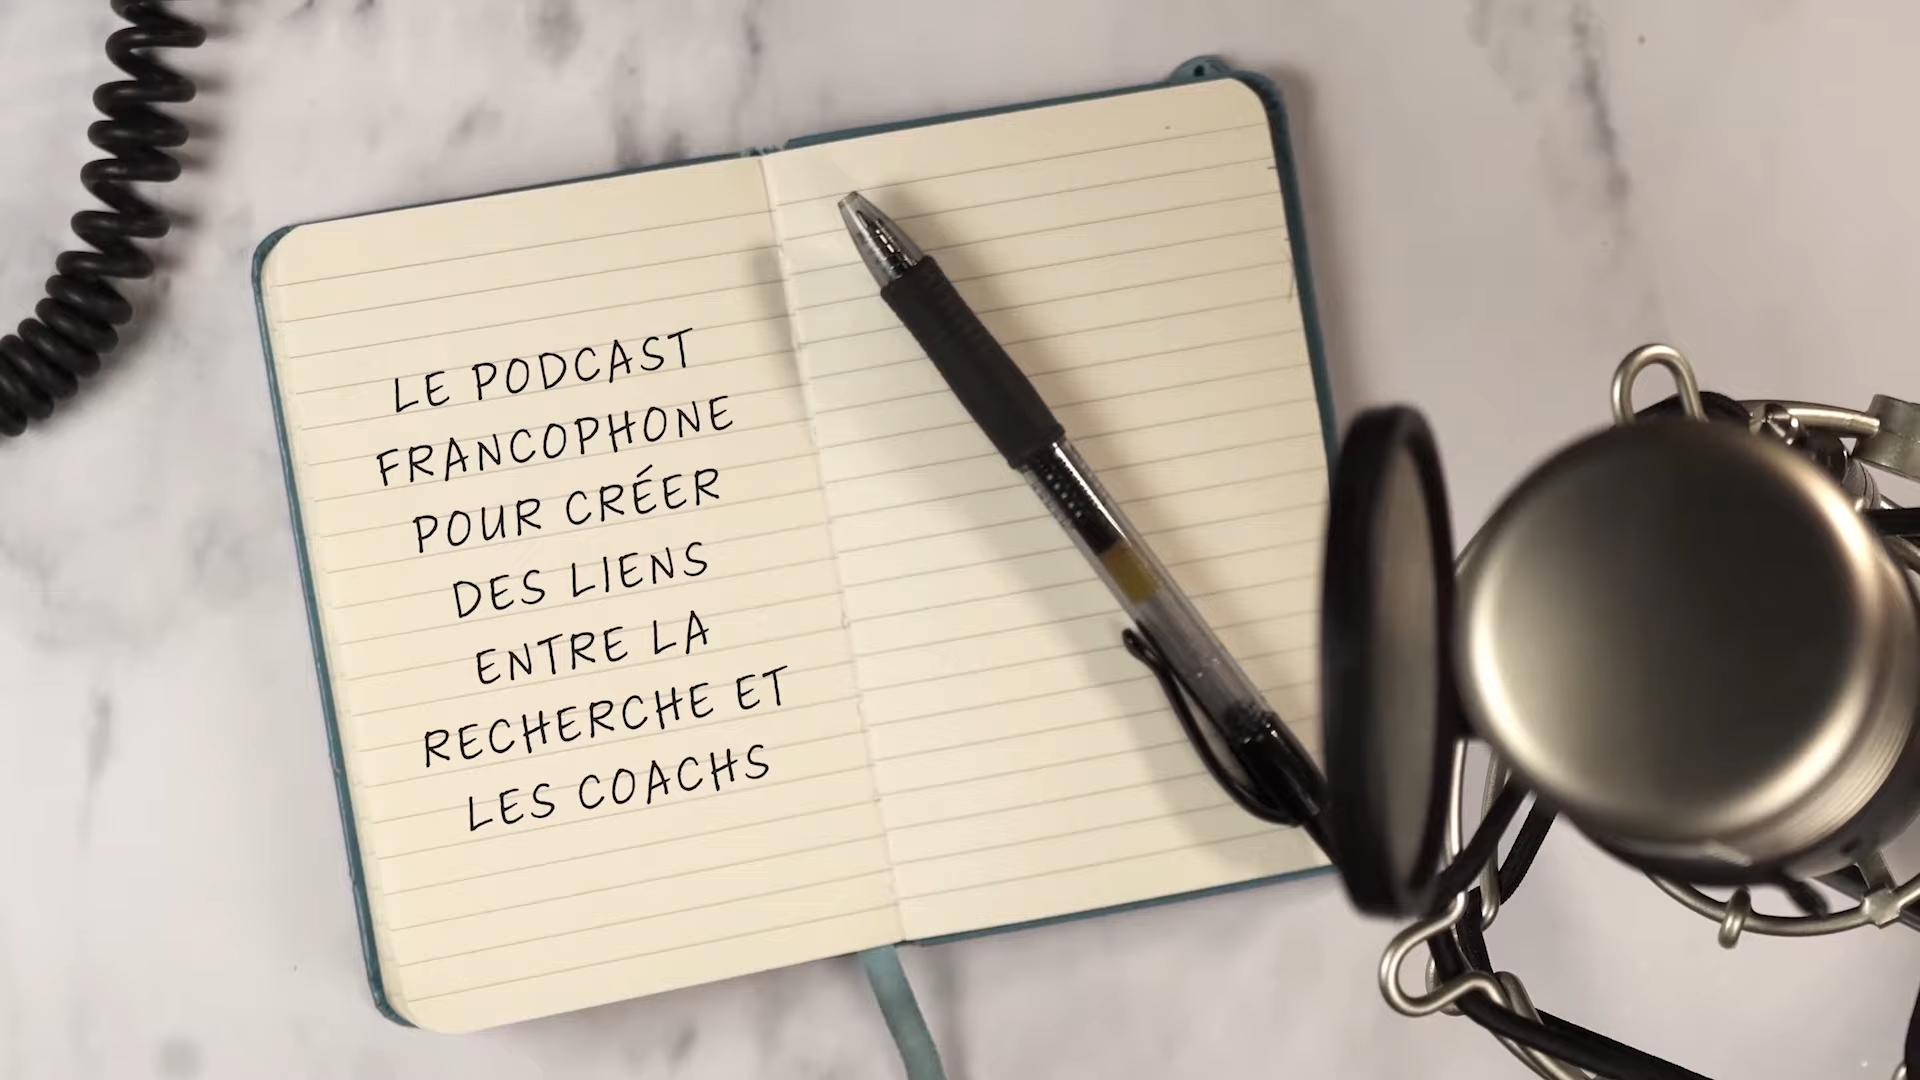 LE PODCAST
FRANCOPHONE
POUR CRÉER
DES LIENS
ENTRE LA
RECHERCHE ET
LES COACHS